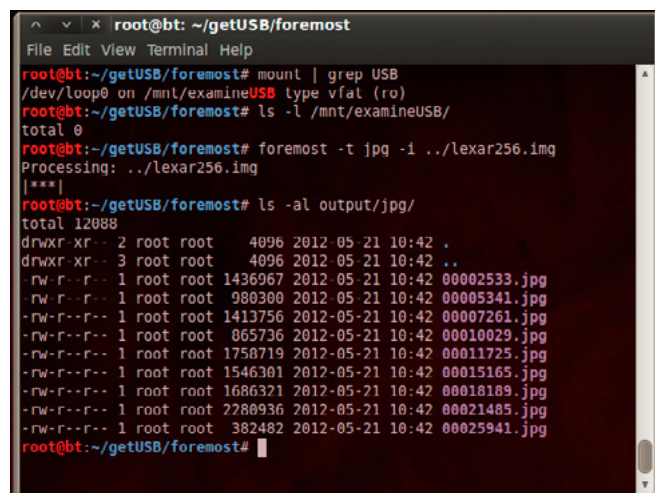 root@bt: ~/getUSB/foremost
File Edit View Terminal Help
root@bt:~/getUSB/foremost# mount | grep USB
/dev/loop0 on /mnt/examineUSB type vfat (ro)
root@bt:~/getUSB/foremost# ls -l /mnt/examineUSB/
total 0
root@bt:~/getUSB/foremost# foremost -t jpg -i ../lexar256.img
Processing: ../lexar256.img
|***|
root@bt:~/getUSB/foremost# ls -al output/jpg/
total 12088
drwxr-xr-- 2 root root    4096 2012-05-21 10:42 .
drwxr-xr-- 3 root root    4096 2012-05-21 10:42 ..
-rw-r--r-- 1 root root 1436967 2012-05-21 10:42 00002533.jpg
-rw-r--r-- 1 root root  980300 2012-05-21 10:42 00005341.jpg
-rw-r--r-- 1 root root 1413756 2012-05-21 10:42 00007261.jpg
-rw-r--r-- 1 root root  865736 2012-05-21 10:42 00010029.jpg
-rw-r--r-- 1 root root 1750719 2012-05-21 10:42 00011725.jpg
-rw-r--r-- 1 root root 1546301 2012-05-21 10:42 00015165.jpg
-rw-r--r-- 1 root root 1686321 2012-05-21 10:42 00018189.jpg
-rw-r--r-- 1 root root 2280936 2012-05-21 10:42 00021485.jpg
-rw-r--r-- 1 root root  382482 2012-05-21 10:42 00025941.jpg
root@bt:~/getUSB/foremost#